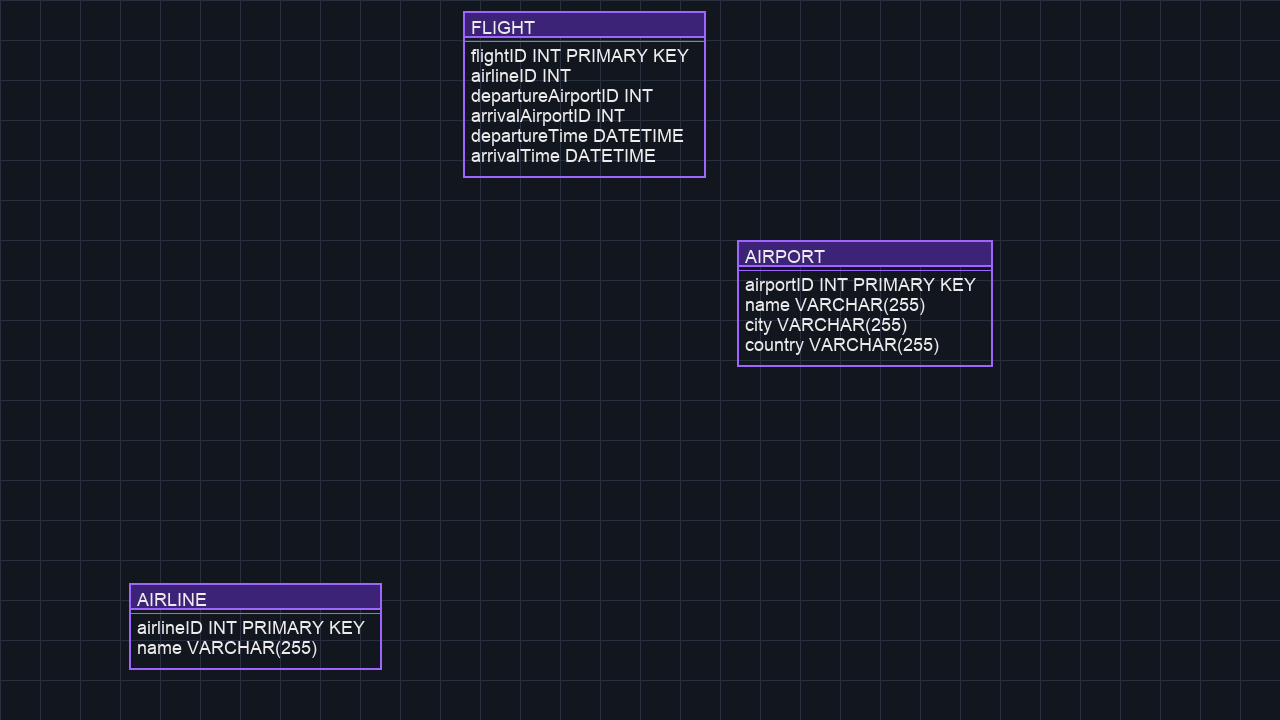 FLIGHT
flightID INT PRIMARY KEY
airlineID INT
departureAirportID INT
arrivalAirportID INT
departureTime DATETIME
arrivalTime DATETIME
AIRPORT
airportID INT PRIMARY KEY
name VARCHAR(255)
city VARCHAR(255)
country VARCHAR(255)
AIRLINE
airlineID INT PRIMARY KEY
name VARCHAR(255)